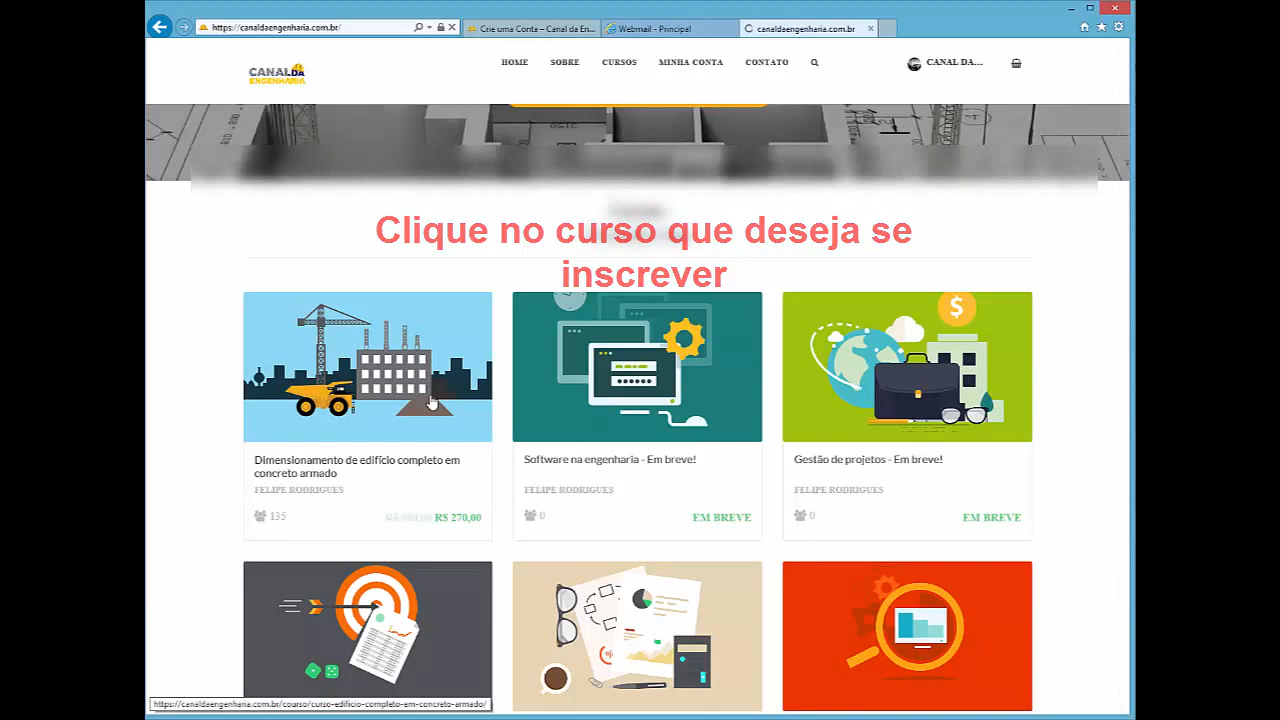 https://canaldaengenharia.com.br/
Crie uma Conta – Canal da En...
Webmail - Principal
canaldaengenharia.com.br
CANAL DA
ENGENHARIA
HOME
SOBRE
CURSOS
MINHA CONTA
CONTATO
CANAL DA...
Clique no curso que deseja se
inscrever
$
Dimensionamento de edifício completo em
concreto armado
FELIPE RODRIGUES
135
R$ 270,00
Software na engenharia - Em breve!
FELIPE RODRIGUES
0
EM BREVE
Gestão de projetos - Em breve!
FELIPE RODRIGUES
0
EM BREVE
https://canaldaengenharia.com.br/course/curso-edificio-completo-em-concreto-armado/